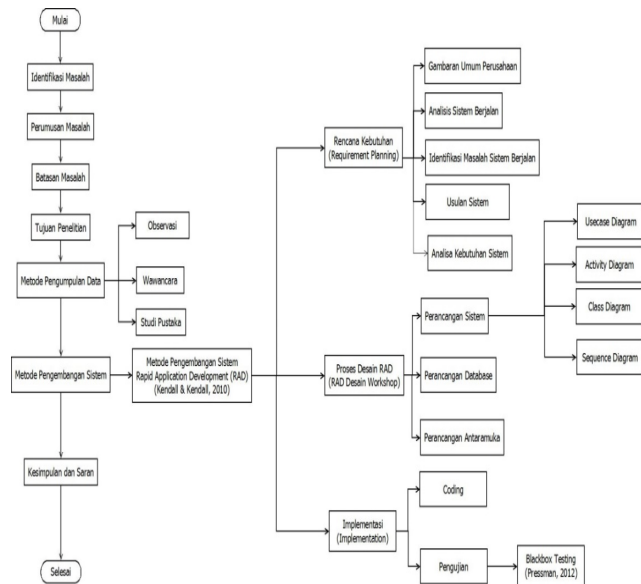 Mulai
Identifikasi Masalah
Perumusan Masalah
Batasan Masalah
Tujuan Penelitian
Metode Pengumpulan Data
Observasi
Wawancara
Studi Pustaka
Metode Pengembangan Sistem
Metode Pengembangan Sistem
Rapid Application Development (RAD)
(Kendall & Kendall, 2010)
Kesimpulan dan Saran
Selesai
Rencana Kebutuhan
(Requirement Planning)
Gambaran Umum Perusahaan
Analisis Sistem Berjalan
Identifikasi Masalah Sistem Berjalan
Usulan Sistem
Analisa Kebutuhan Sistem
Proses Desain RAD
(RAD Desain Workshop)
Perancangan Sistem
Usecase Diagram
Activity Diagram
Class Diagram
Sequence Diagram
Perancangan Database
Perancangan Antaramuka
Implementasi
(Implementation)
Coding
Pengujian
Blackbox Testing
(Pressman, 2012)